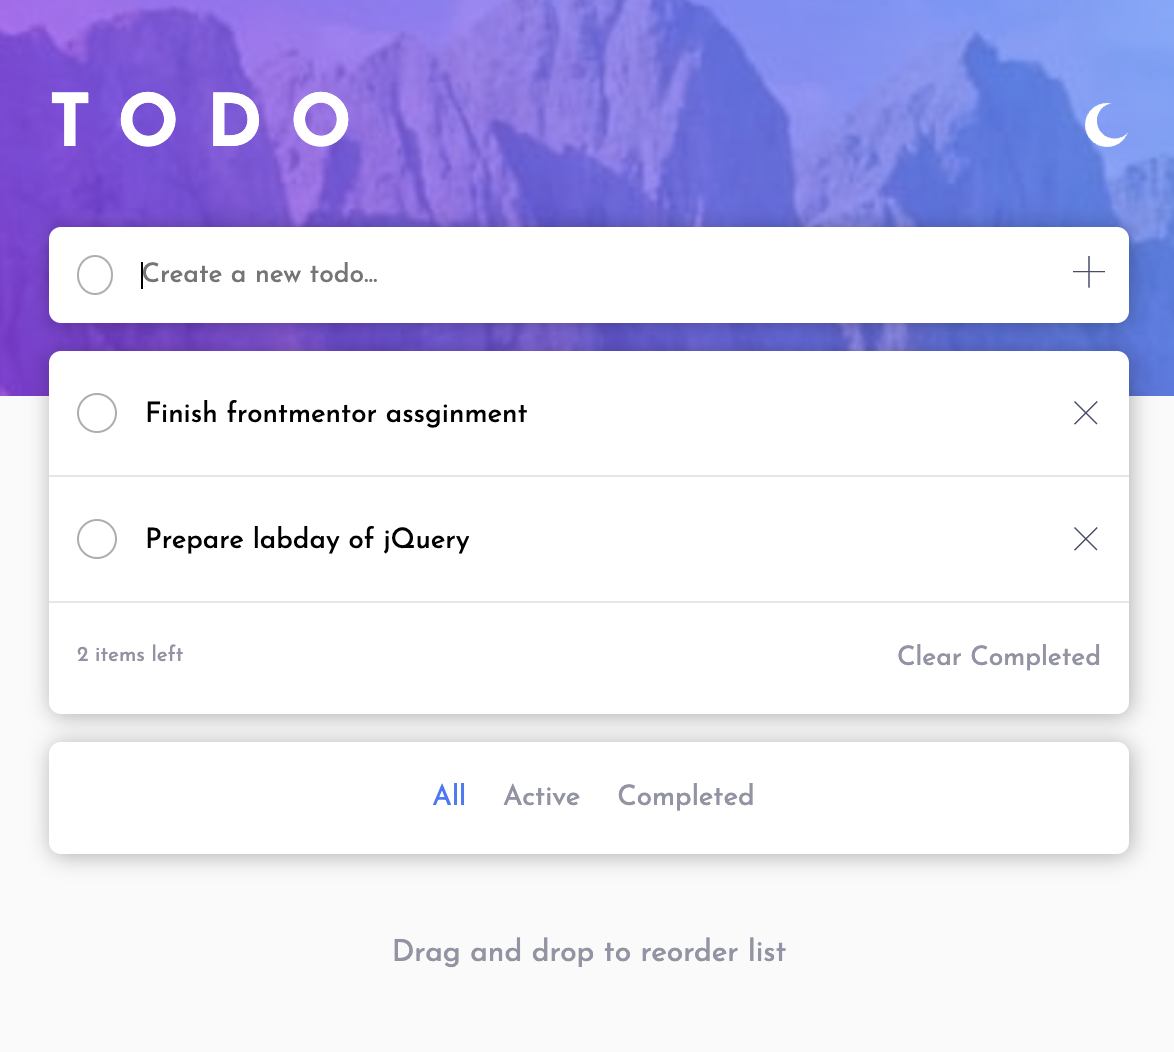 TODO
Create a new todo...
Finish frontmentor assginment
Prepare labday of jQuery
2 items left Clear Completed
All Active Completed
Drag and drop to reorder list